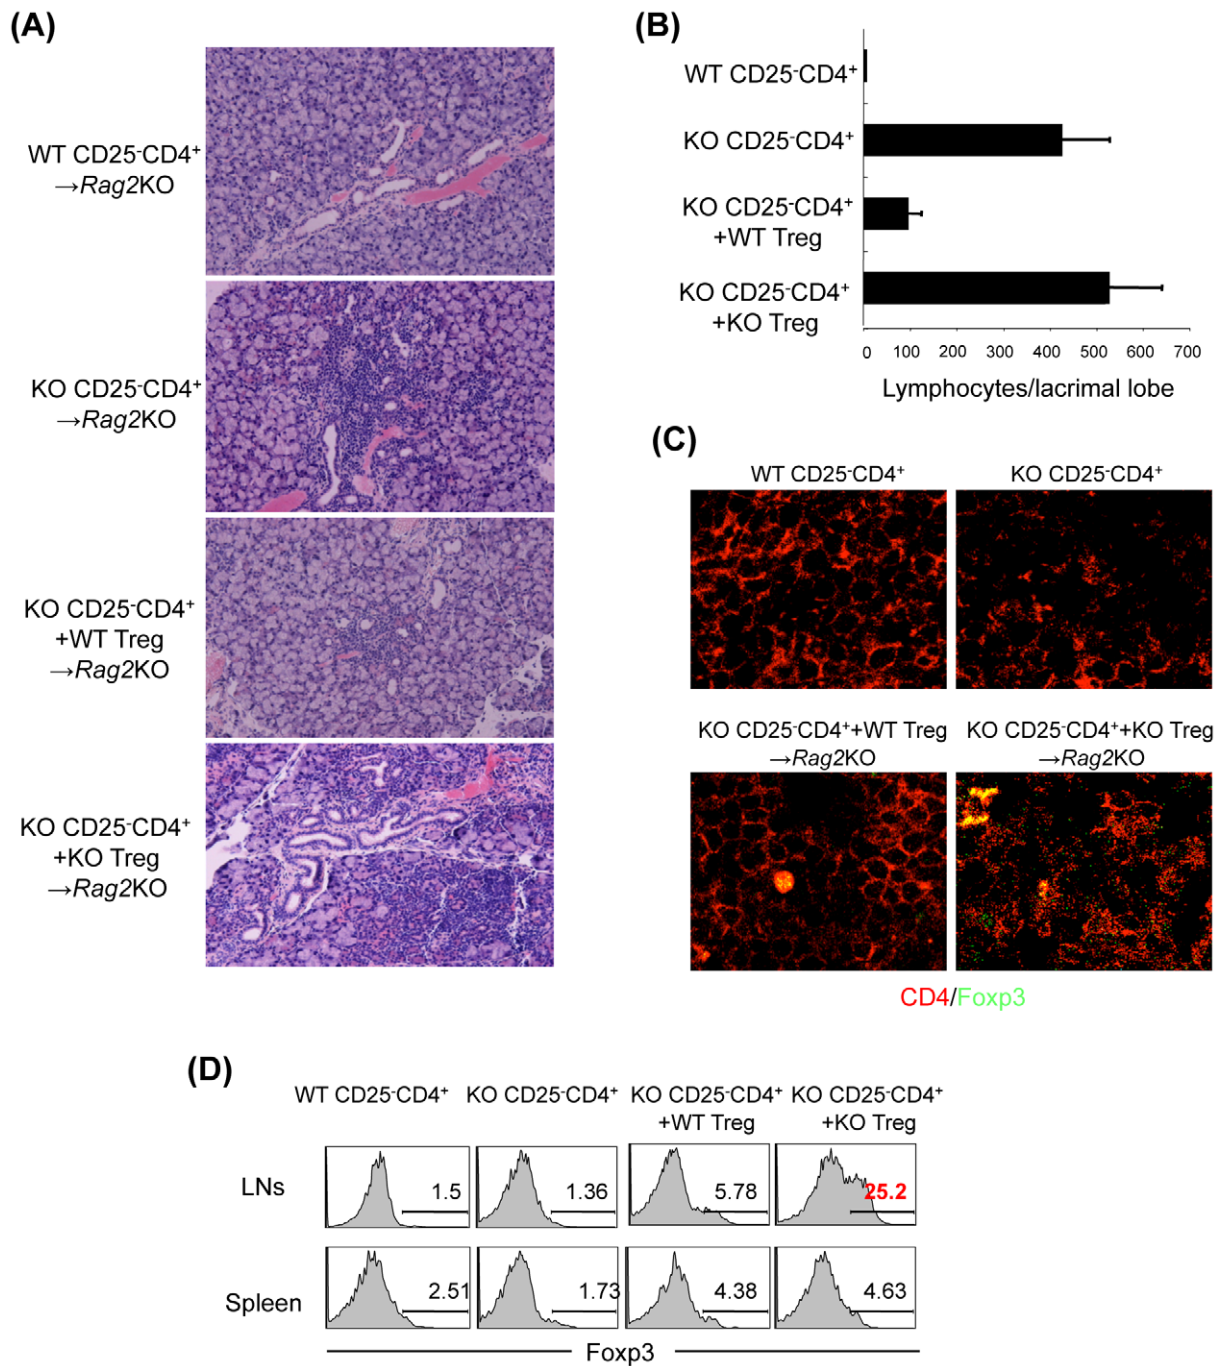 (A)
WT CD25⁻CD4⁺
→Rag2KO
KO CD25⁻CD4⁺
→Rag2KO
KO CD25⁻CD4⁺
+WT Treg
→Rag2KO
KO CD25⁻CD4⁺
+KO Treg
→Rag2KO
(B)
WT CD25⁻CD4⁺
KO CD25⁻CD4⁺
KO CD25⁻CD4⁺
+WT Treg
KO CD25⁻CD4⁺
+KO Treg
0 100 200 300 400 500 600 700
Lymphocytes/lacrimal lobe
(C)
WT CD25⁻CD4⁺ KO CD25⁻CD4⁺
KO CD25⁻CD4⁺+WT Treg KO CD25⁻CD4⁺+KO Treg
→Rag2KO →Rag2KO
CD4/Foxp3
(D)
WT CD25⁻CD4⁺ KO CD25⁻CD4⁺ KO CD25⁻CD4⁺ KO CD25⁻CD4⁺
+WT Treg +KO Treg
LNs 1.5 1.36 5.78 25.2
Spleen 2.51 1.73 4.38 4.63
Foxp3